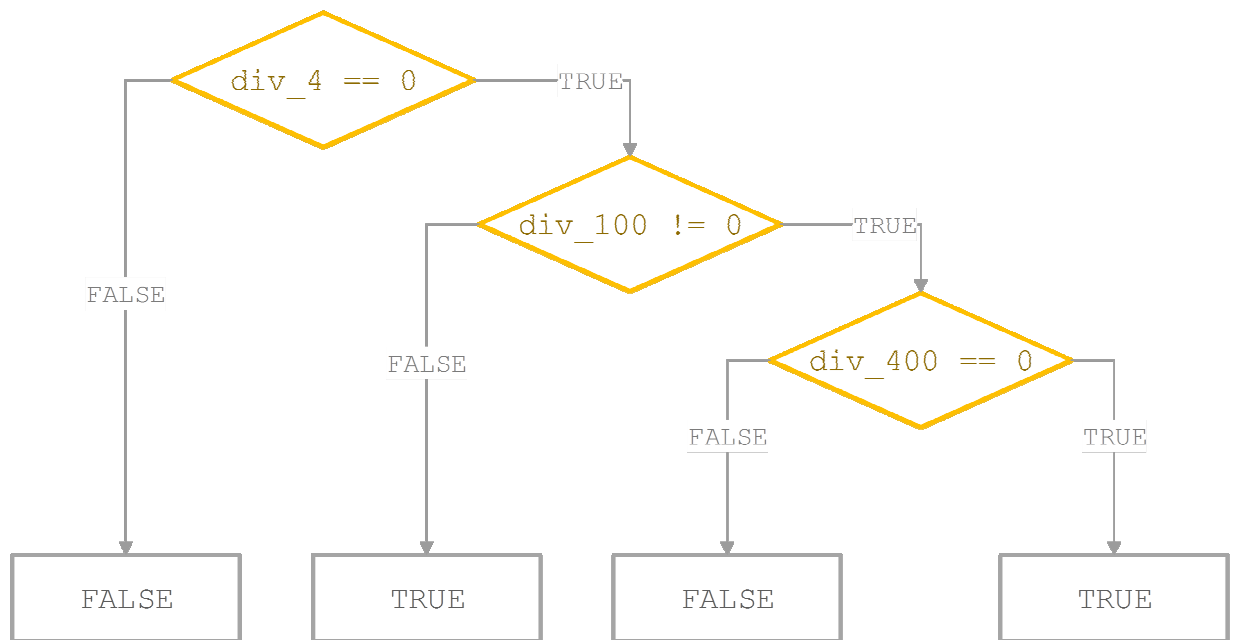 div_4 == 0
TRUE
div_100 != 0
TRUE
FALSE
FALSE
div_400 == 0
FALSE
TRUE
FALSE
TRUE
FALSE
TRUE